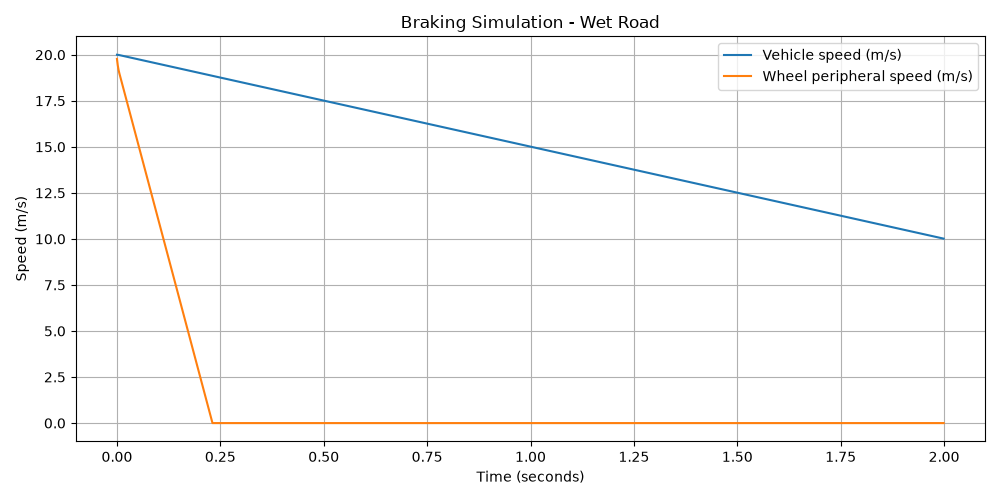 Braking Simulation - Wet Road
Vehicle speed (m/s)
Wheel peripheral speed (m/s)
Speed (m/s)
20.0
17.5
15.0
12.5
10.0
7.5
5.0
2.5
0.0
0.00 0.25 0.50 0.75 1.00 1.25 1.50 1.75 2.00
Time (seconds)